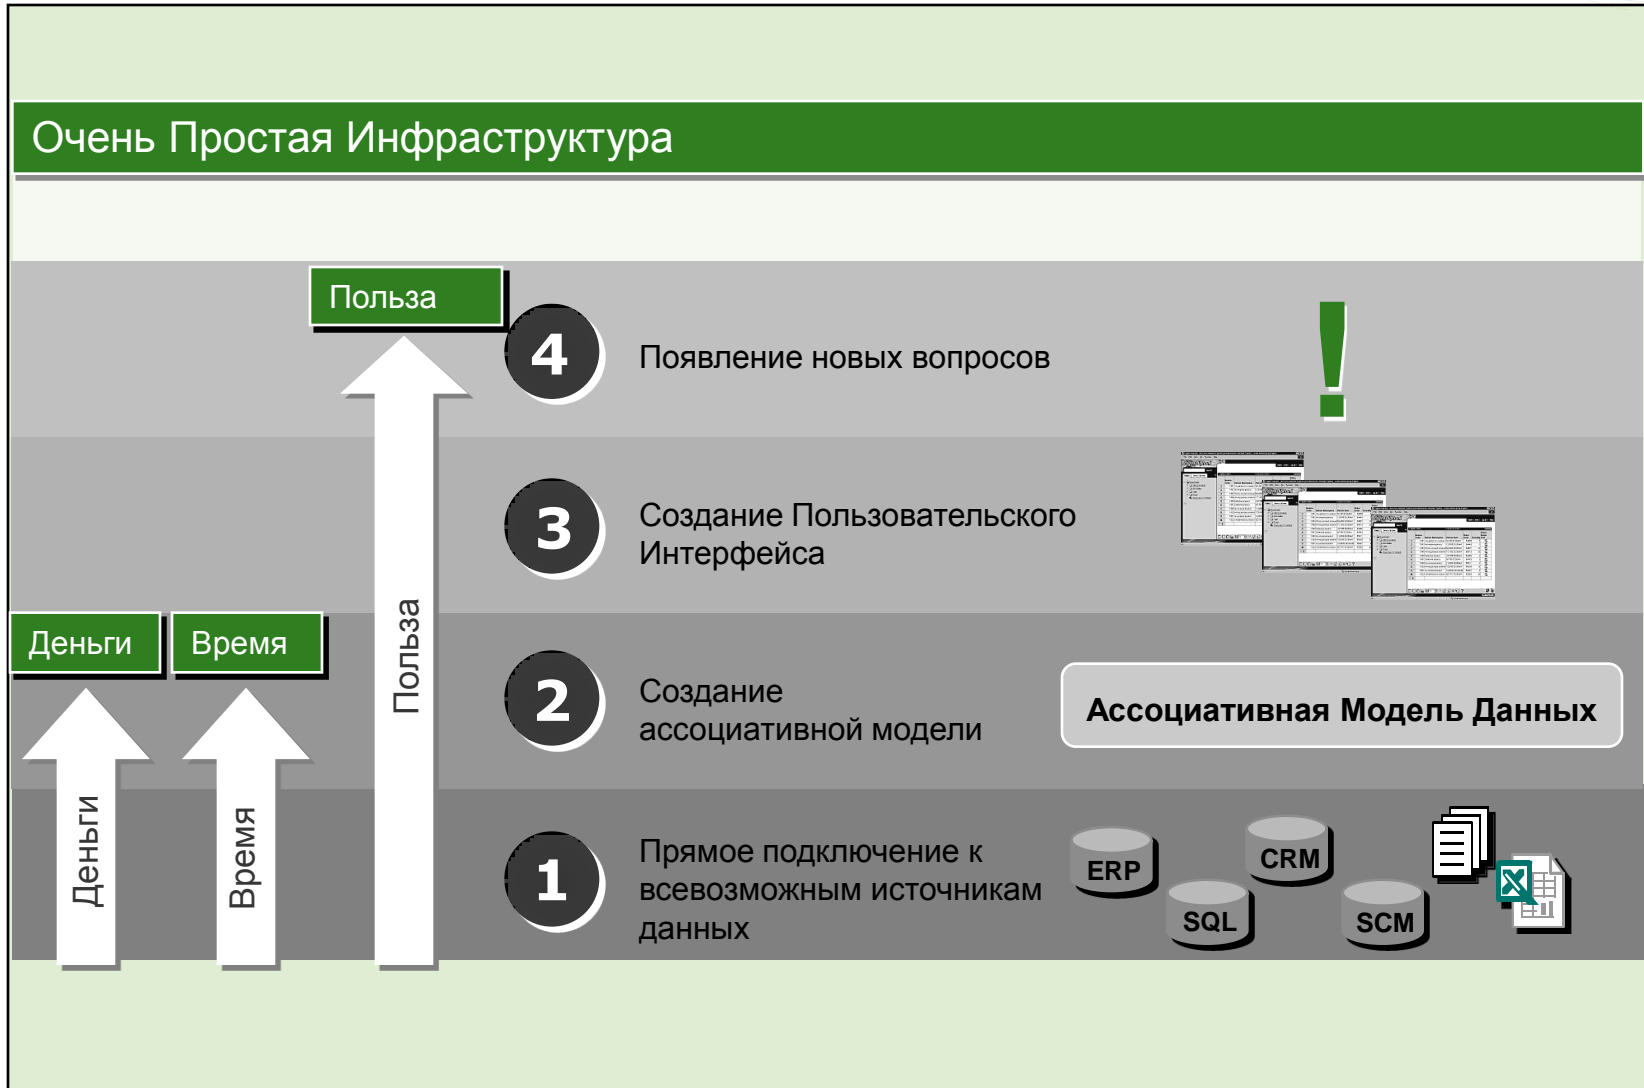 Очень Простая Инфраструктура
Польза
4
Появление новых вопросов
!
3
Создание Пользовательского
Интерфейса
Деньги
Время
Польза
2
Создание
ассоциативной модели
Ассоциативная Модель Данных
Деньги
Время
1
Прямое подключение к
всевозможным источникам
данных
ERP
SQL
CRM
SCM
X